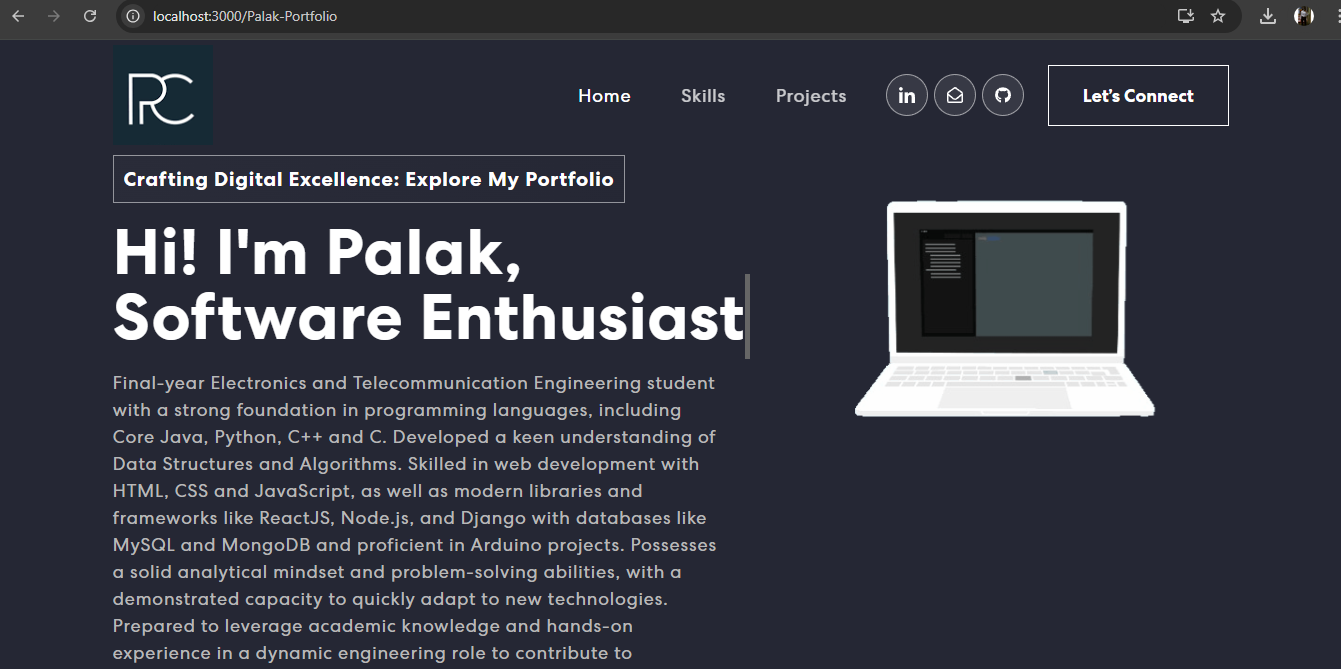 localhost:3000/Palak-Portfolio
PC
Home Skills Projects in Let's Connect
Crafting Digital Excellence: Explore My Portfolio
Hi! I'm Palak,
Software Enthusiast
Final-year Electronics and Telecommunication Engineering student
with a strong foundation in programming languages, including
Core Java, Python, C++ and C. Developed a keen understanding of
Data Structures and Algorithms. Skilled in web development with
HTML, CSS and JavaScript, as well as modern libraries and
frameworks like ReactJS, Node.js, and Django with databases like
MySQL and MongoDB and proficient in Arduino projects. Possesses
a solid analytical mindset and problem-solving abilities, with a
demonstrated capacity to quickly adapt to new technologies.
Prepared to leverage academic knowledge and hands-on
experience in a dynamic engineering role to contribute to